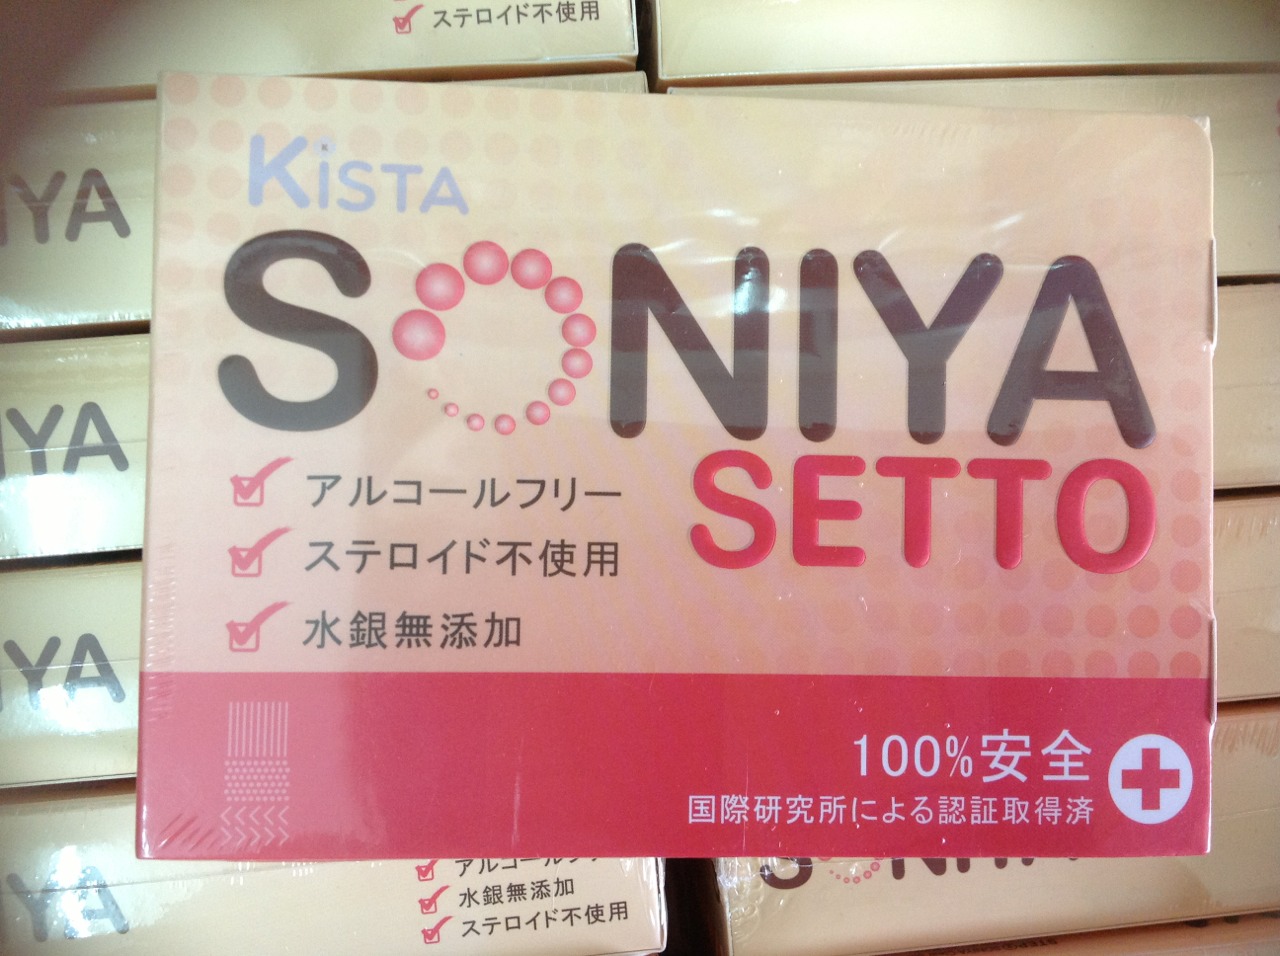 ステロイド不使用
KiSTA
SONIYA
SETTO
アルコールフリー
ステロイド不使用
水銀無添加
100%安全
国際研究所による認証取得済
IYA
IYA
IYA
YA
水銀無添加
ステロイド不使用